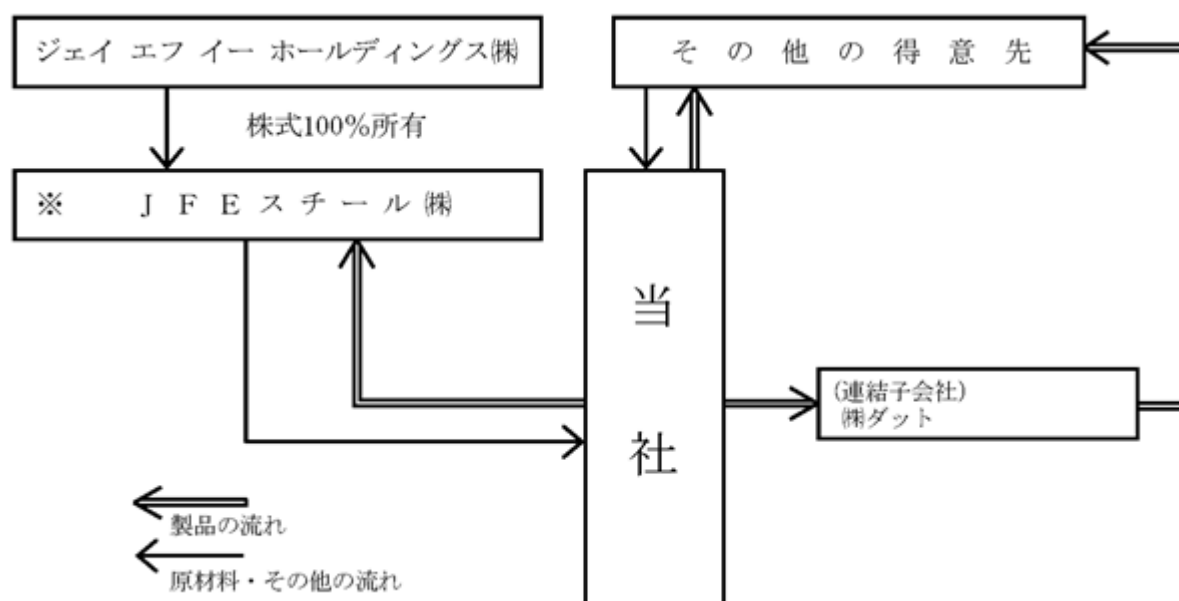 ジェイ エフ イー ホールディングス㈱
そ の 他 の 得 意 先
株式100%所有
※ J F E ス チ ー ル ㈱
当
社
(連結子会社)
㈱ダット
製品の流れ
原材料・その他の流れ